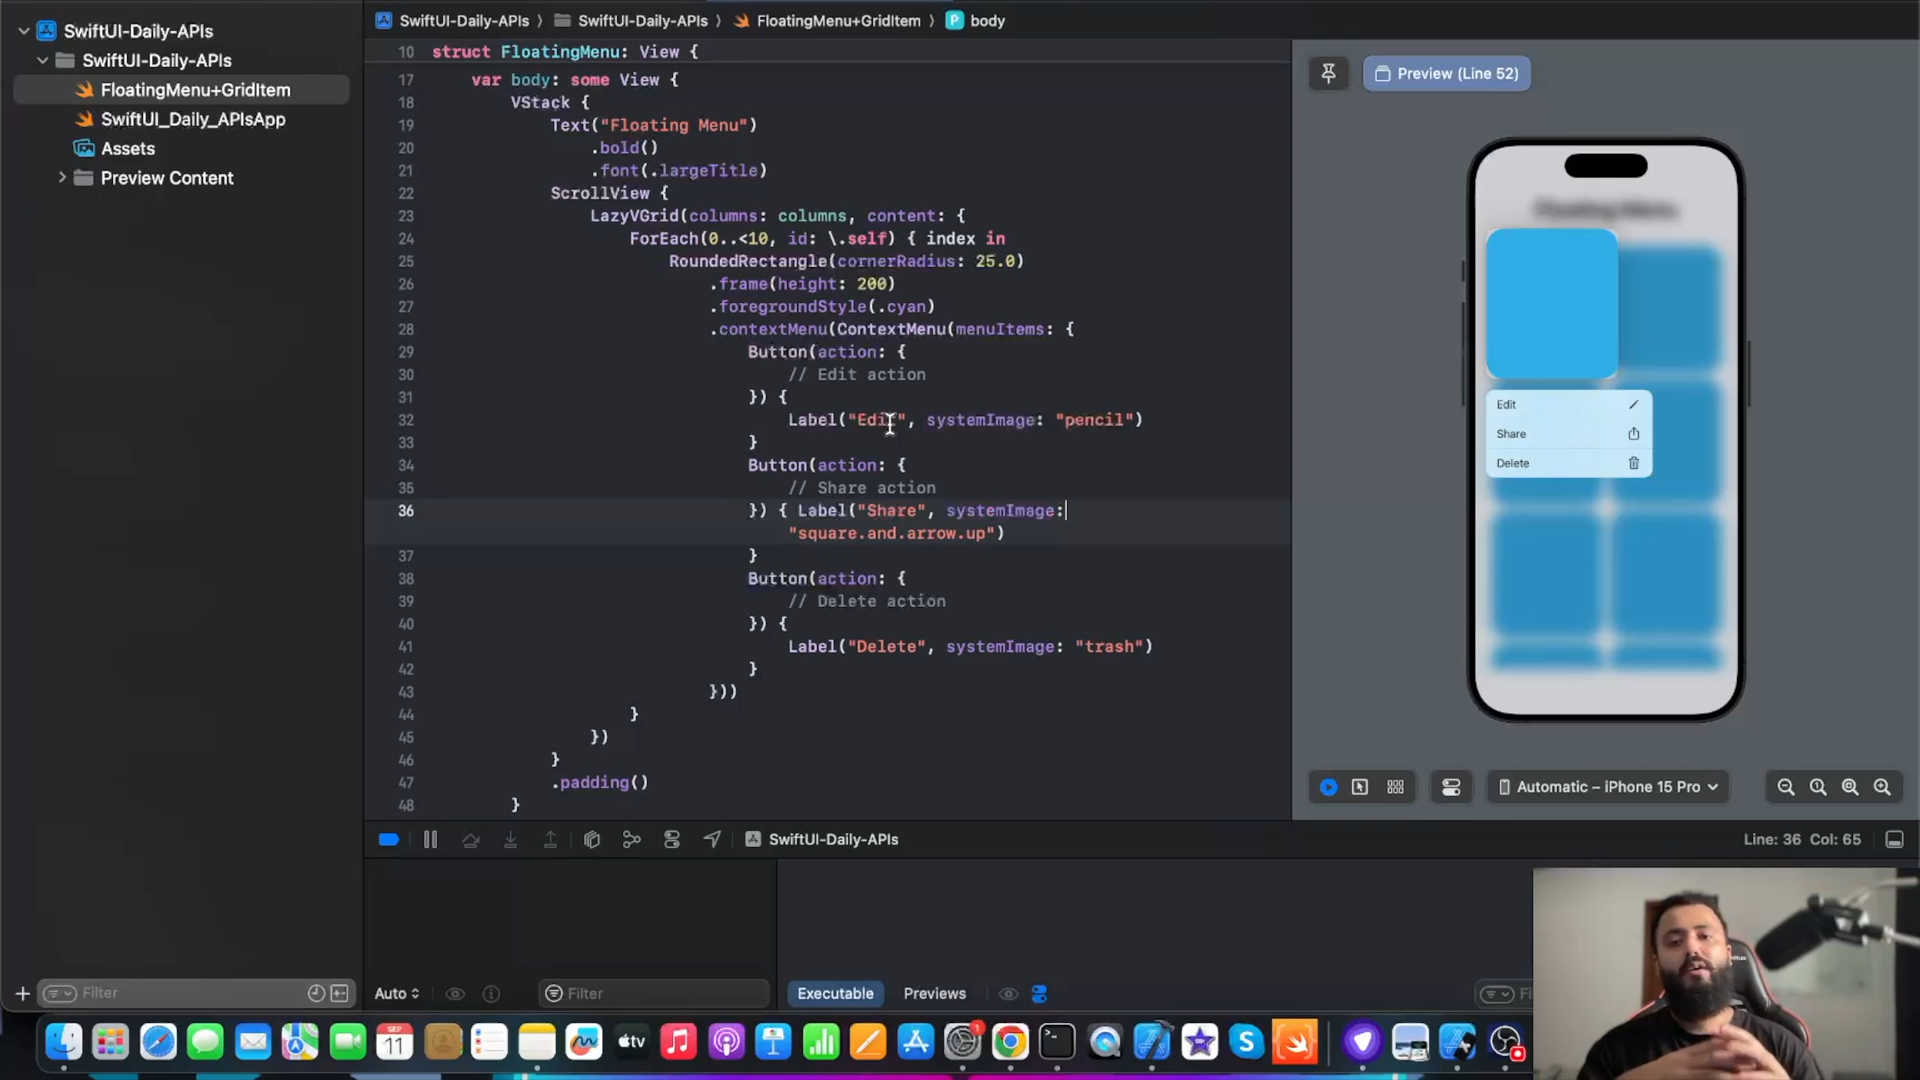 SwiftUI-Daily-APIs
SwiftUI-Daily-APIs
FloatingMenu+GridItem
SwiftUI_Daily_APIsApp
Assets
Preview Content
Filter
SwiftUI-Daily-APIs 〉 SwiftUI-Daily-APIs 〉 FloatingMenu+GridItem 〉 P body
10 struct FloatingMenu: View {
17 var body: some View {
18 VStack {
19 Text("Floating Menu")
20 .bold()
21 .font(.largeTitle)
22 ScrollView {
23 LazyVGrid(columns: columns, content: {
24 ForEach(0..<10, id: \.self) { index in
25 RoundedRectangle(cornerRadius: 25.0)
26 .frame(height: 200)
27 .foregroundStyle(.cyan)
28 .contextMenu(ContextMenu(menuItems: {
29 Button(action: {
30 // Edit action
31 }) {
32 Label("Edit", systemImage: "pencil")
33 }
34 Button(action: {
35 // Share action
36 }) { Label("Share", systemImage:
"square.and.arrow.up")
37 }
38 Button(action: {
39 // Delete action
40 }) {
41 Label("Delete", systemImage: "trash")
42 }
43 }))
44 }
45 })
46 }
47 .padding()
48 }
Preview (Line 52)
Floating Menu
Edit
Share
Delete
Automatic – iPhone 15 Pro
SwiftUI-Daily-APIs
Line: 36 Col: 65
Auto
Filter
Executable
Previews
Fi
SEP
11
tv
1